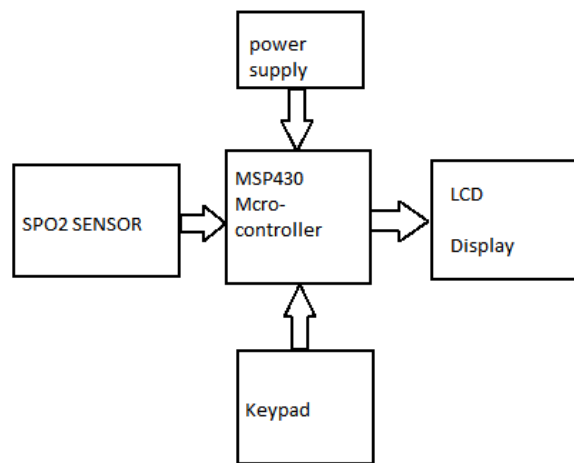 power
supply
SPO2 SENSOR
MSP430
Mcro-
controller
LCD
Display
Keypad